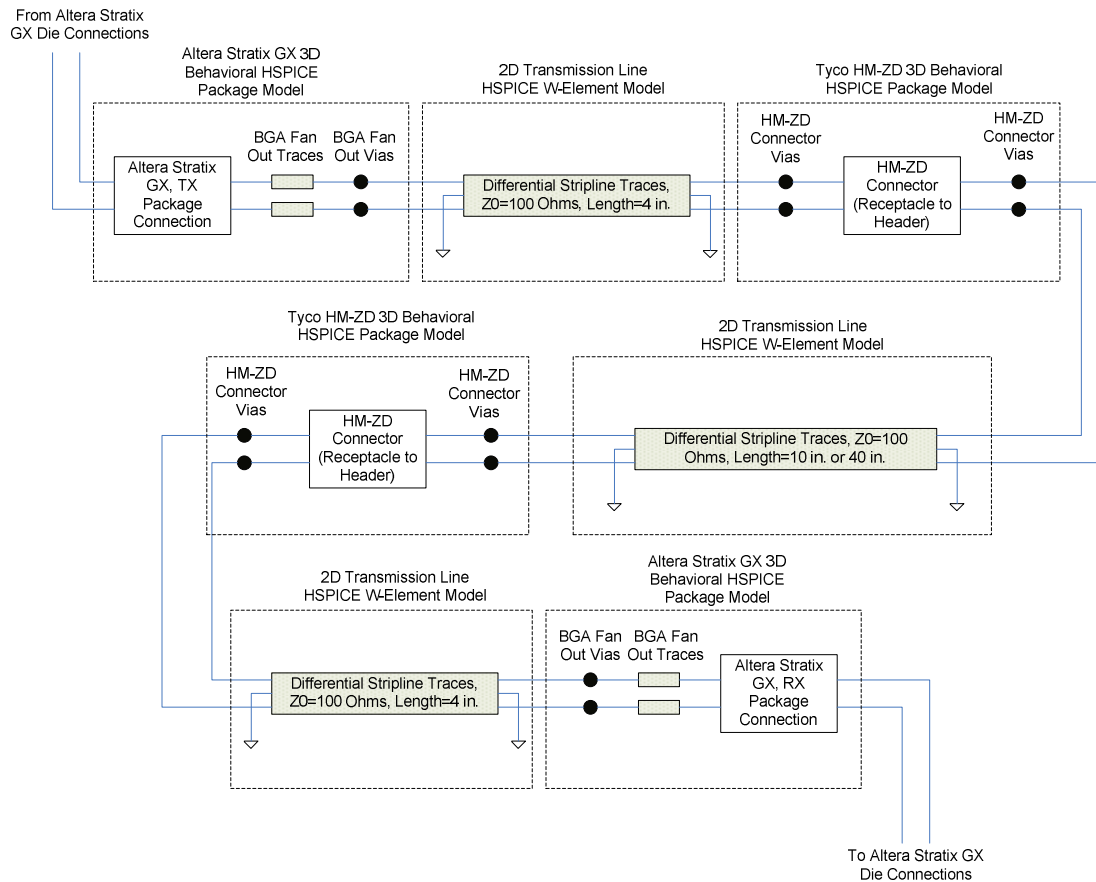 From Altera Stratix
GX Die Connections
Altera Stratix GX 3D
Behavioral HSPICE
Package Model
2D Transmission Line
HSPICE W-Element Model
Tyco HM-ZD 3D Behavioral
HSPICE Package Model
Altera Stratix
GX, TX
Package
Connection
BGA Fan
Out Traces
BGA Fan
Out Vias
Differential Stripline Traces,
Z0=100 Ohms, Length=4 in.
HM-ZD
Connector
Vias
HM-ZD
Connector
(Receptacle to
Header)
HM-ZD
Connector
Vias
Tyco HM-ZD 3D Behavioral
HSPICE Package Model
2D Transmission Line
HSPICE W-Element Model
HM-ZD
Connector
Vias
HM-ZD
Connector
(Receptacle to
Header)
HM-ZD
Connector
Vias
Differential Stripline Traces, Z0=100
Ohms, Length=10 in. or 40 in.
2D Transmission Line
HSPICE W-Element Model
Altera Stratix GX 3D
Behavioral HSPICE
Package Model
Differential Stripline Traces,
Z0=100 Ohms, Length=4 in.
BGA Fan
Out Vias
BGA Fan
Out Traces
Altera Stratix
GX, RX
Package
Connection
To Altera Stratix GX
Die Connections